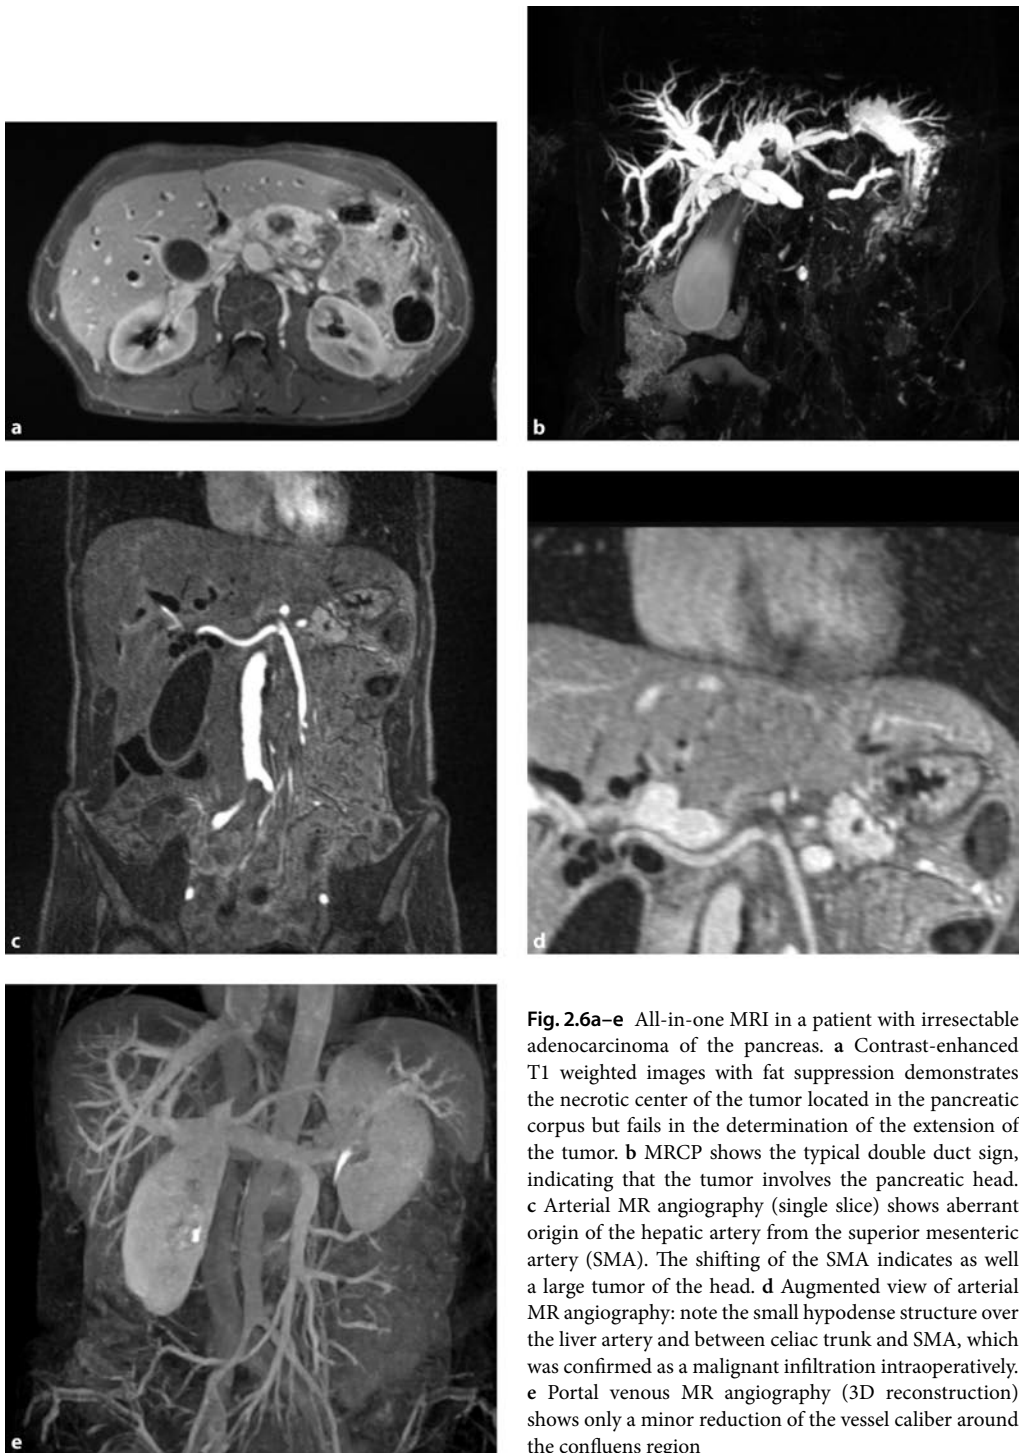 a
b
c
d
e
Fig. 2.6a–e All-in-one MRI in a patient with irresectable
adenocarcinoma of the pancreas. a Contrast-enhanced
T1 weighted images with fat suppression demonstrates
the necrotic center of the tumor located in the pancreatic
corpus but fails in the determination of the extension of
the tumor. b MRCP shows the typical double duct sign,
indicating that the tumor involves the pancreatic head.
c Arterial MR angiography (single slice) shows aberrant
origin of the hepatic artery from the superior mesenteric
artery (SMA). The shifting of the SMA indicates as well
a large tumor of the head. d Augmented view of arterial
MR angiography: note the small hypodense structure over
the liver artery and between celiac trunk and SMA, which
was confirmed as a malignant infiltration intraoperatively.
e Portal venous MR angiography (3D reconstruction)
shows only a minor reduction of the vessel caliber around
the confluens region